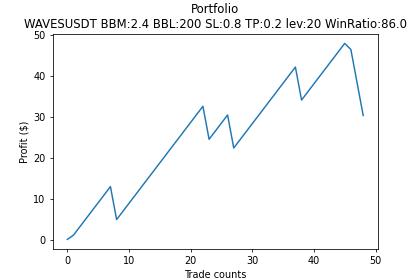 Portfolio
WAVESUSDT BBM:2.4 BBL:200 SL:0.8 TP:0.2 lev:20 WinRatio:86.0
Profit ($)
50
40
30
20
10
0
0 10 20 30 40 50
Trade counts